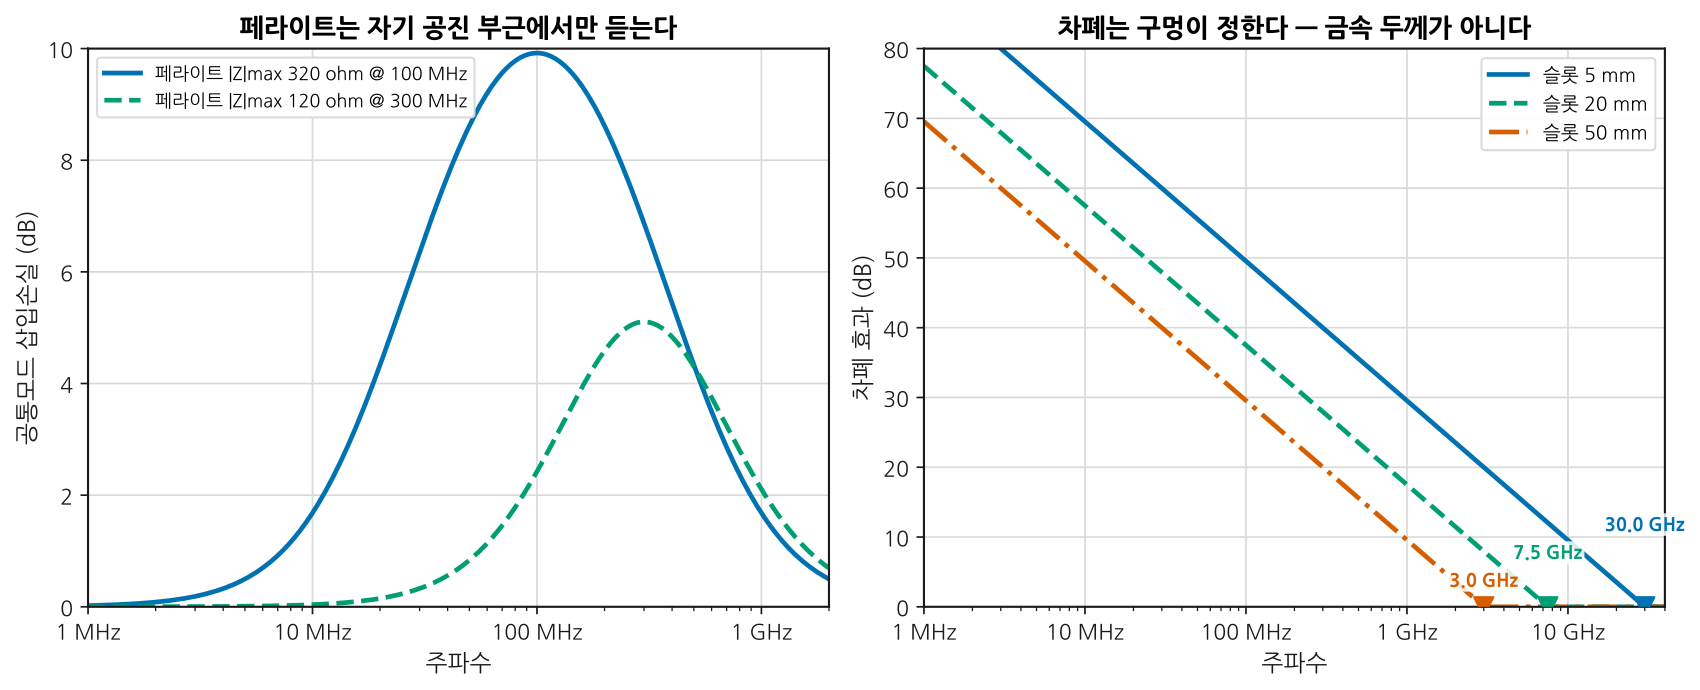 페라이트는 자기 공진 부근에서만 듣는다
페라이트 |Z|max 320 ohm @ 100 MHz
페라이트 |Z|max 120 ohm @ 300 MHz
공통모드 삽입손실 (dB)
10
8
6
4
2
0
1 MHz
10 MHz
100 MHz
1 GHz
주파수
차폐는 구멍이 정한다 — 금속 두께가 아니다
슬롯 5 mm
슬롯 20 mm
슬롯 50 mm
차폐 효과 (dB)
80
70
60
50
40
30
20
10
0
30.0 GHz
7.5 GHz
3.0 GHz
1 MHz
10 MHz
100 MHz
1 GHz
10 GHz
주파수